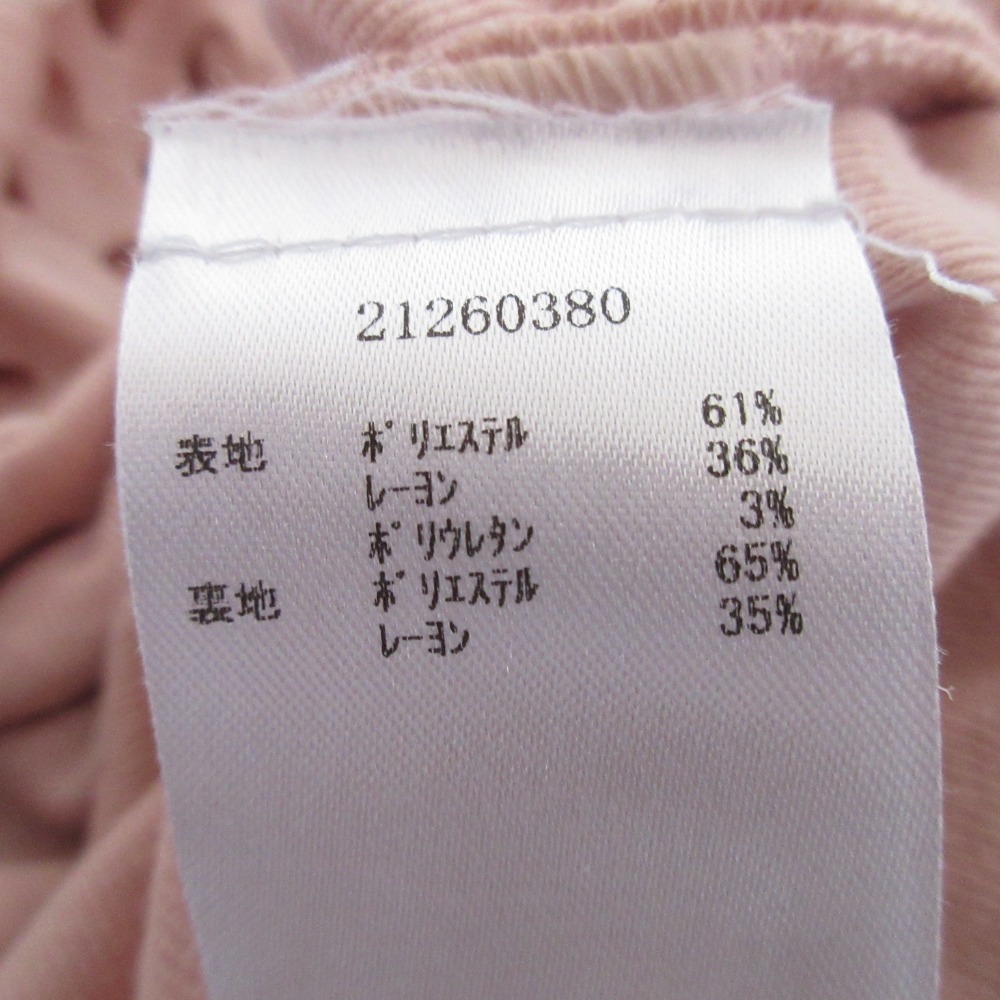 21260380
表地 ﾎﾟﾘｴｽﾃﾙ 61%
ﾚｰﾖﾝ 36%
ﾎﾟﾘｳﾚﾀﾝ 3%
裏地 ﾎﾟﾘｴｽﾃﾙ 65%
ﾚｰﾖﾝ 35%